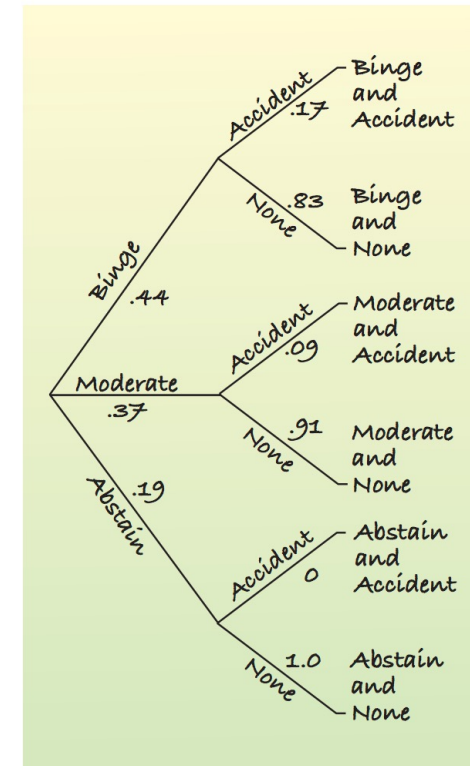 Accident
.17
Binge
and
Accident
None
.83
Binge
and
None
Binge
.44
Accident
.09
Moderate
and
Accident
Moderate
.37
None
.91
Moderate
and
None
Abstain
.19
Accident
0
Abstain
and
Accident
None
1.0
Abstain
and
None